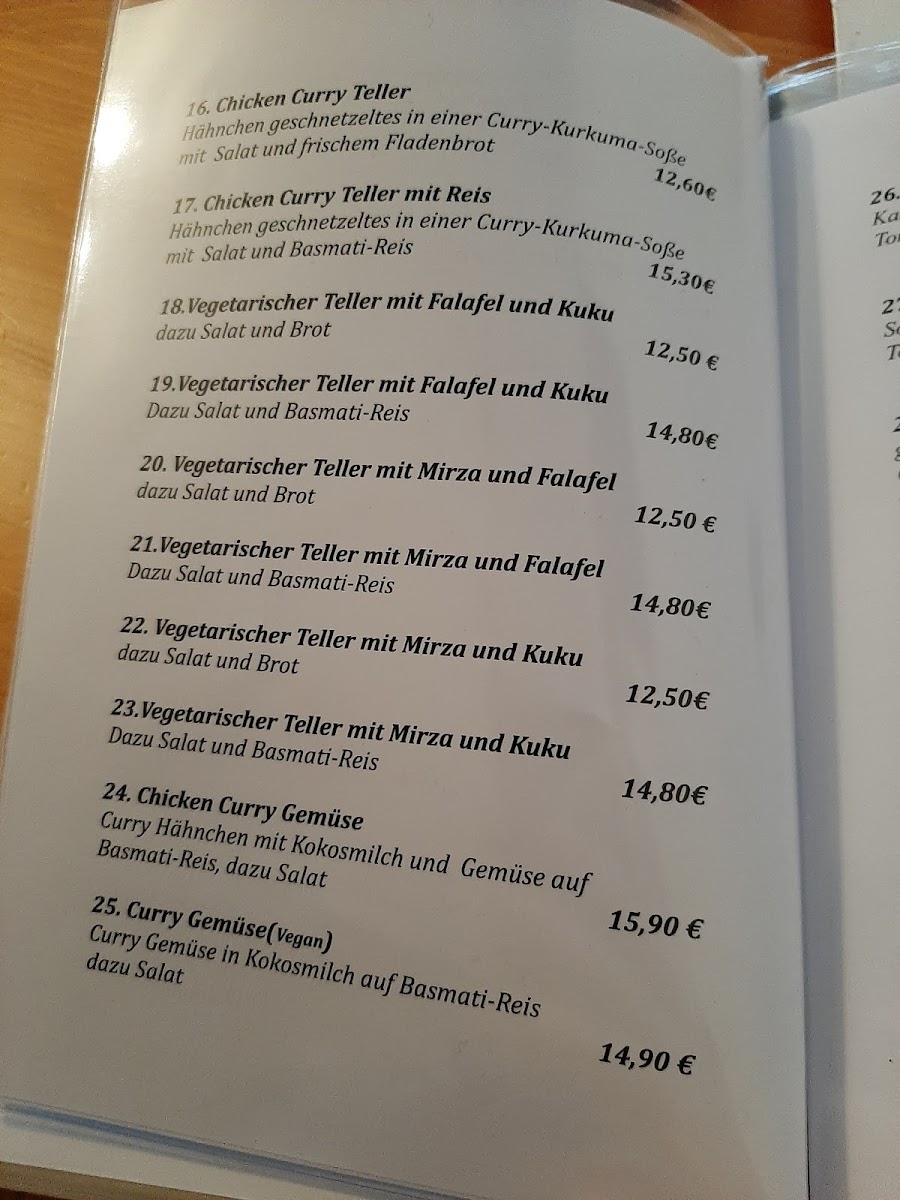 16. Chicken Curry Teller
Hähnchen geschnetzeltes in einer Curry-Kurkuma-Soße
mit Salat und frischem Fladenbrot
12,60€
17. Chicken Curry Teller mit Reis
Hähnchen geschnetzeltes in einer Curry-Kurkuma-Soße
mit Salat und Basmati-Reis
15,30€
18.Vegetarischer Teller mit Falafel und Kuku
dazu Salat und Brot
12,50 €
19.Vegetarischer Teller mit Falafel und Kuku
Dazu Salat und Basmati-Reis
14,80€
20. Vegetarischer Teller mit Mirza und Falafel
dazu Salat und Brot
12,50 €
21.Vegetarischer Teller mit Mirza und Falafel
Dazu Salat und Basmati-Reis
14,80€
22. Vegetarischer Teller mit Mirza und Kuku
dazu Salat und Brot
12,50€
23.Vegetarischer Teller mit Mirza und Kuku
Dazu Salat und Basmati-Reis
14,80€
24. Chicken Curry Gemüse
Curry Hähnchen mit Kokosmilch und Gemüse auf
Basmati-Reis, dazu Salat
15,90 €
25. Curry Gemüse(Vegan)
Curry Gemüse in Kokosmilch auf Basmati-Reis
dazu Salat
14,90 €
26.